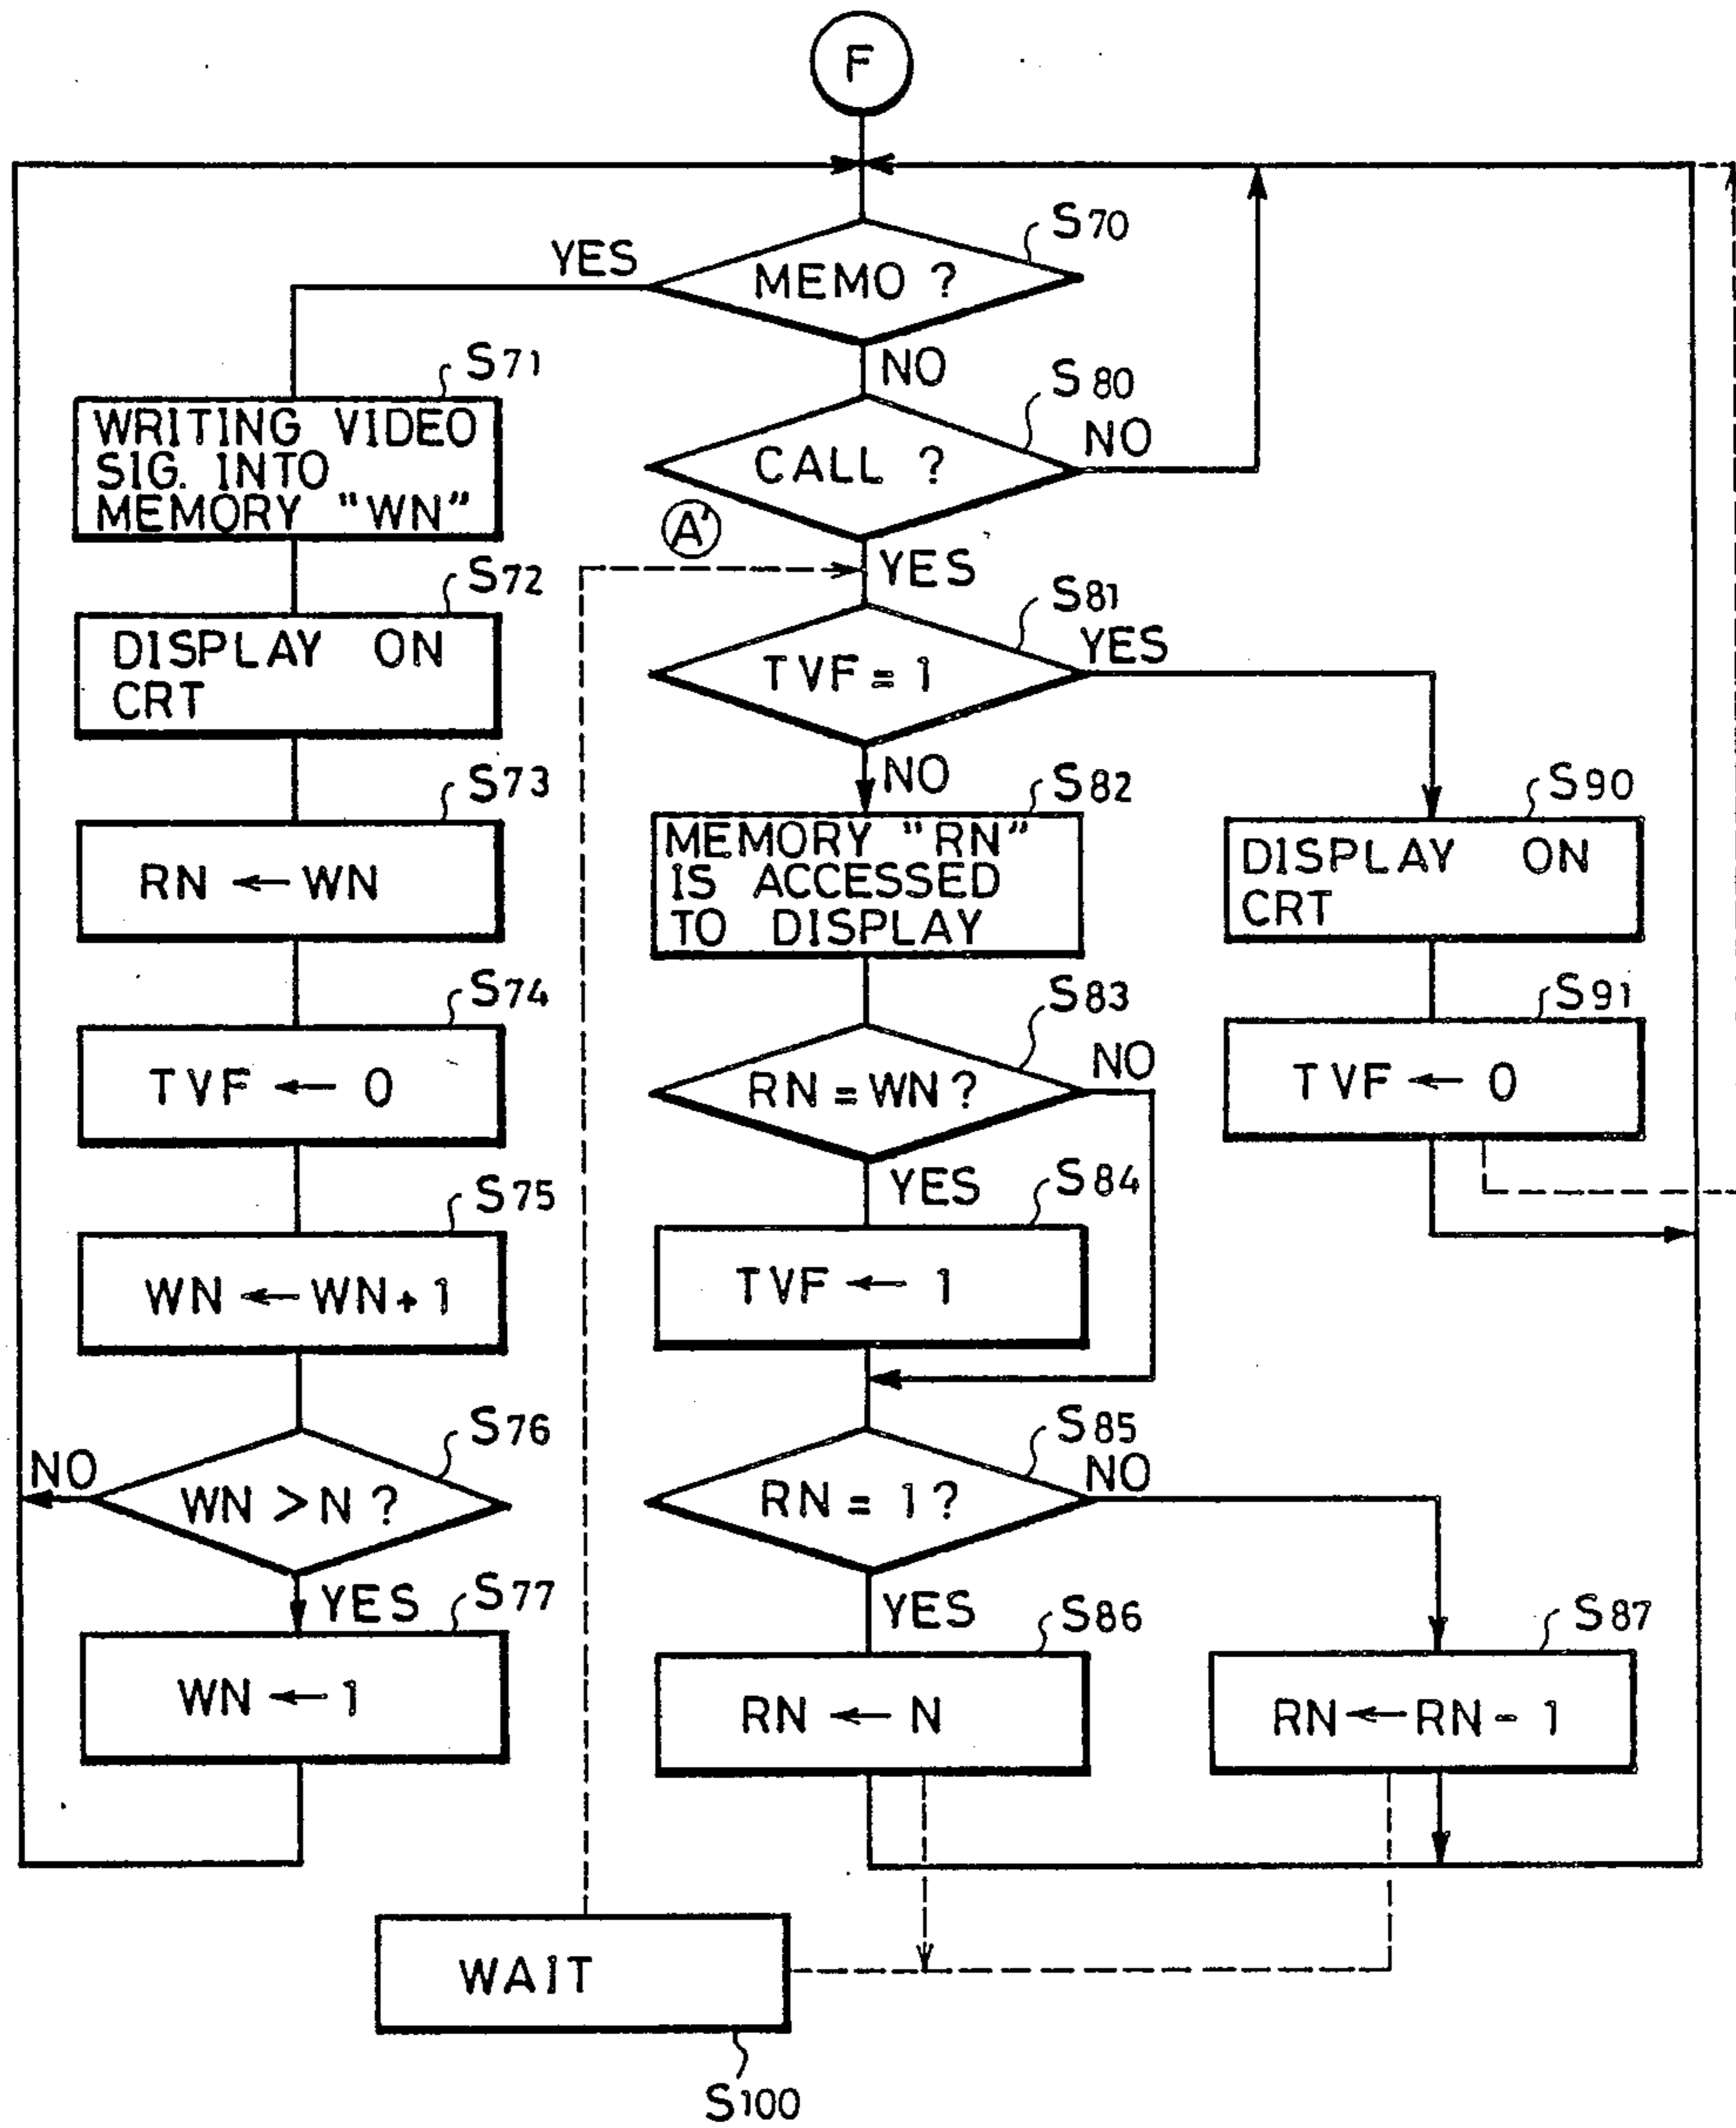 F
S70
YES
MEMO ?
NO
S71
WRITING VIDEO
SIG. INTO
MEMORY "WN"
S80
CALL ?
NO
A'
YES
S72
DISPLAY ON
CRT
S81
TVF = 1
YES
NO
S73
RN ← WN
S82
MEMORY "RN"
IS ACCESSED
TO DISPLAY
S90
DISPLAY ON
CRT
S74
TVF ← 0
S83
RN = WN ?
NO
YES
S91
TVF ← 0
S75
WN ← WN + 1
S84
TVF ← 1
S76
NO
WN > N ?
YES
S85
RN = 1 ?
NO
YES
S77
WN ← 1
S86
RN ← N
S87
RN ← RN - 1
WAIT
S100